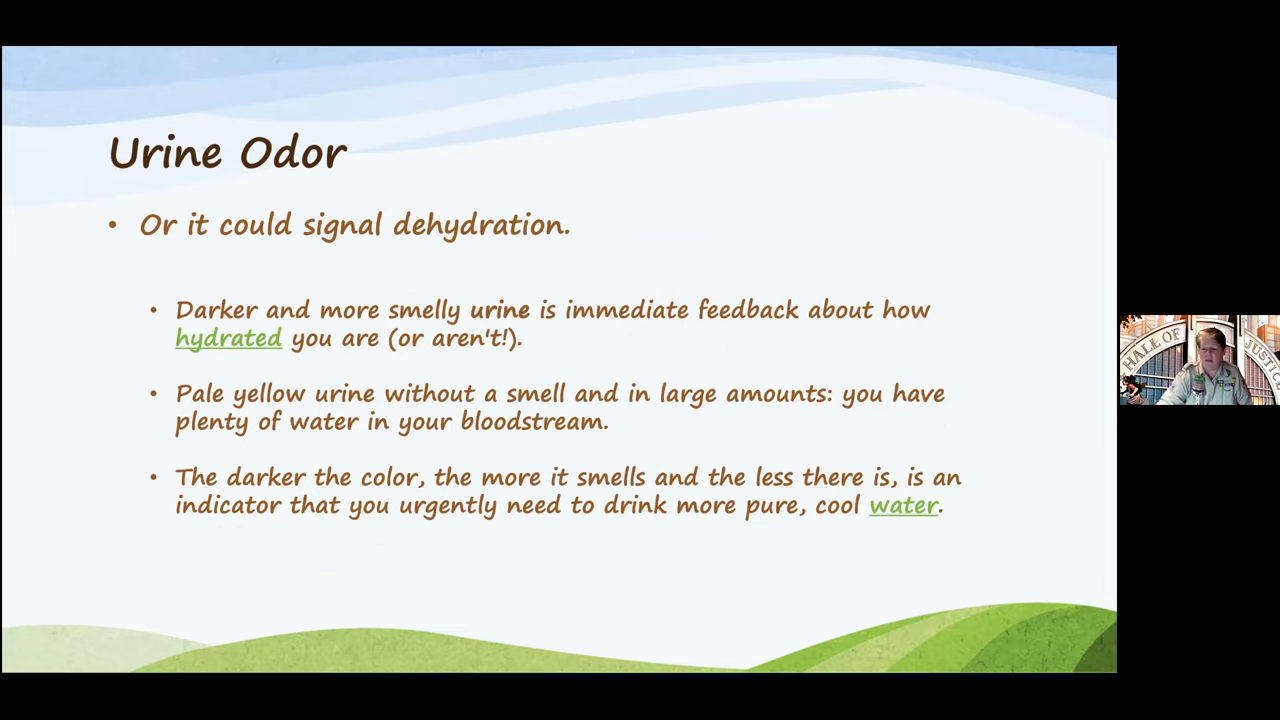 Urine Odor
• Or it could signal dehydration.
• Darker and more smelly urine is immediate feedback about how
hydrated you are (or aren't!).
• Pale yellow urine without a smell and in large amounts: you have
plenty of water in your bloodstream.
• The darker the color, the more it smells and the less there is, is an
indicator that you urgently need to drink more pure, cool water.
HALL OF JUSTICE